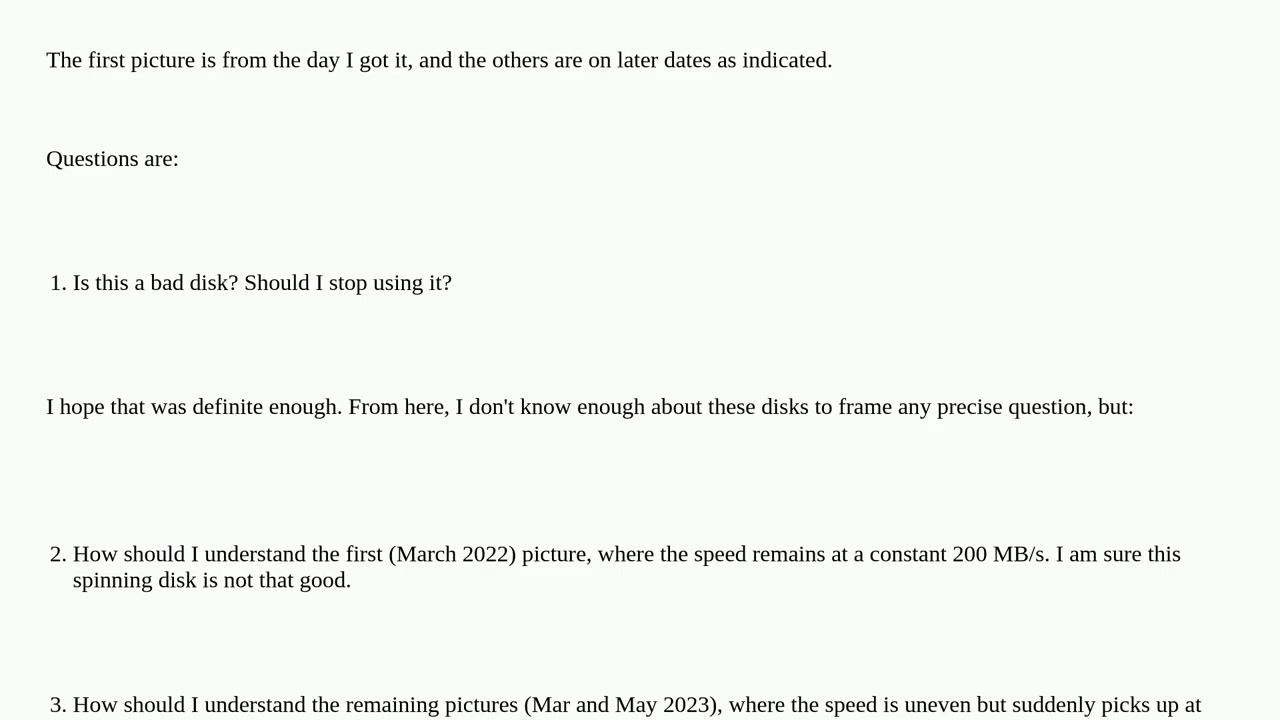 The first picture is from the day I got it, and the others are on later dates as indicated.
Questions are:
1. Is this a bad disk? Should I stop using it?
I hope that was definite enough. From here, I don't know enough about these disks to frame any precise question, but:
2. How should I understand the first (March 2022) picture, where the speed remains at a constant 200 MB/s. I am sure this
spinning disk is not that good.
3. How should I understand the remaining pictures (Mar and May 2023), where the speed is uneven but suddenly picks up at